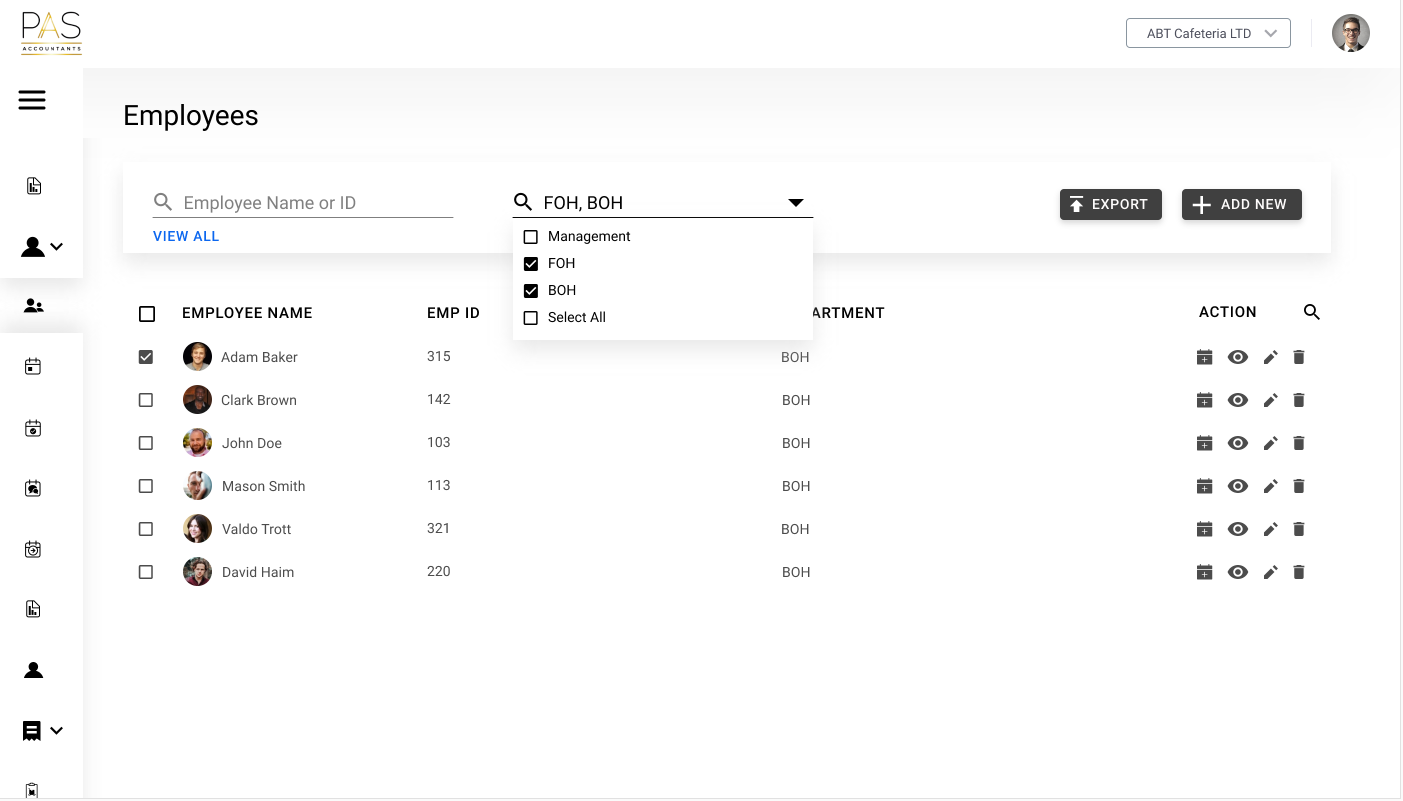 PAS
ACCOUNTANTS
ABT Cafeteria LTD
Employees
Employee Name or ID
FOH, BOH
EXPORT
ADD NEW
VIEW ALL
Management
FOH
BOH
Select All
EMPLOYEE NAME EMP ID ARTMENT ACTION
Adam Baker 315 BOH
Clark Brown 142 BOH
John Doe 103 BOH
Mason Smith 113 BOH
Valdo Trott 321 BOH
David Haim 220 BOH